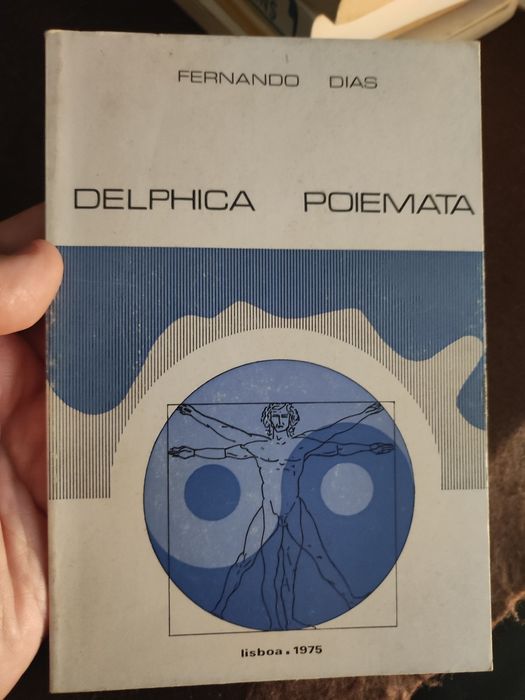 FERNANDO DIAS
DELPHICA POIEMATA
lisboa. 1975